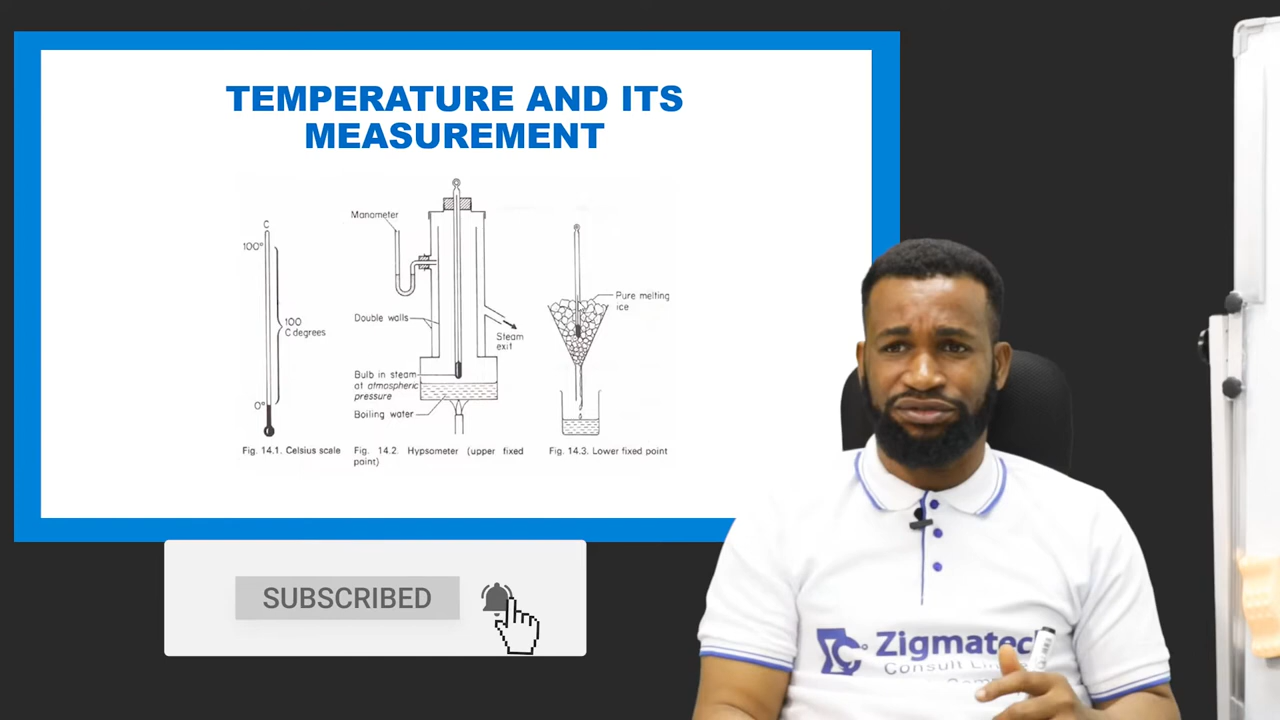 TEMPERATURE AND ITS
MEASUREMENT
C
100°
100
C degrees
0°
Fig. 14.1. Celsius scale
Manometer
Double walls
Steam
exit
Bulb in steam
at atmospheric
pressure
Boiling water
Fig. 14.2. Hypsometer (upper fixed
point)
Pure melting
ice
Fig. 14.3. Lower fixed point
SUBSCRIBED
Zigmatec
Consult